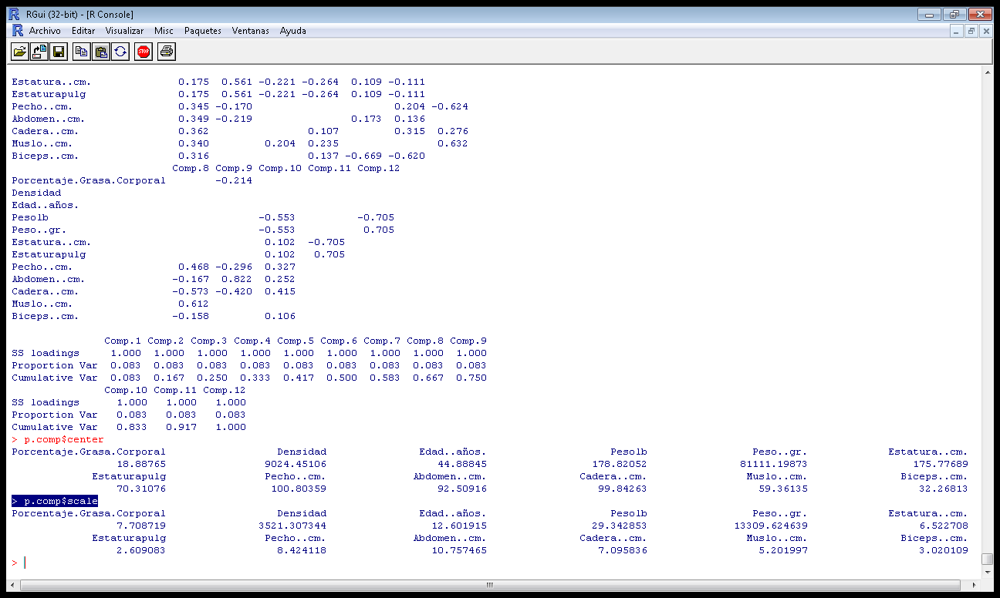 RGui (32-bit) - [R Console]
Archivo Editar Visualizar Misc Paquetes Ventanas Ayuda
STOP
Estatura..cm. 0.175 0.561 -0.221 -0.264 0.109 -0.111
Estaturapulg 0.175 0.561 -0.221 -0.264 0.109 -0.111
Pecho..cm. 0.345 -0.170 0.204 -0.624
Abdomen..cm. 0.349 -0.219 0.173 0.136
Cadera..cm. 0.362 0.107 0.315 0.276
Muslo..cm. 0.340 0.204 0.235 0.632
Biceps..cm. 0.316 0.137 -0.669 -0.620
Comp.8 Comp.9 Comp.10 Comp.11 Comp.12
Porcentaje.Grasa.Corporal -0.214
Densidad
Edad..años.
Pesolb -0.553 -0.705
Peso..gr. -0.553 0.705
Estatura..cm. 0.102 -0.705
Estaturapulg 0.102 0.705
Pecho..cm. 0.468 -0.296 0.327
Abdomen..cm. -0.167 0.822 0.252
Cadera..cm. -0.573 -0.420 0.415
Muslo..cm. 0.612
Biceps..cm. -0.158 0.106
Comp.1 Comp.2 Comp.3 Comp.4 Comp.5 Comp.6 Comp.7 Comp.8 Comp.9
SS loadings 1.000 1.000 1.000 1.000 1.000 1.000 1.000 1.000 1.000
Proportion Var 0.083 0.083 0.083 0.083 0.083 0.083 0.083 0.083 0.083
Cumulative Var 0.083 0.167 0.250 0.333 0.417 0.500 0.583 0.667 0.750
Comp.10 Comp.11 Comp.12
SS loadings 1.000 1.000 1.000
Proportion Var 0.083 0.083 0.083
Cumulative Var 0.833 0.917 1.000
> p.comp$center
Porcentaje.Grasa.Corporal Densidad Edad..años. Pesolb Peso..gr. Estatura..cm.
18.88765 9024.45106 44.88845 178.82052 81111.19873 175.77689
Estaturapulg Pecho..cm. Abdomen..cm. Cadera..cm. Muslo..cm. Biceps..cm.
70.31076 100.80359 92.50916 99.84263 59.36135 32.26813
> p.comp$scale
Porcentaje.Grasa.Corporal Densidad Edad..años. Pesolb Peso..gr. Estatura..cm.
7.708719 3521.307344 12.601915 29.342853 13309.624639 6.522708
Estaturapulg Pecho..cm. Abdomen..cm. Cadera..cm. Muslo..cm. Biceps..cm.
2.609083 8.424118 10.757465 7.095836 5.201997 3.020109
>